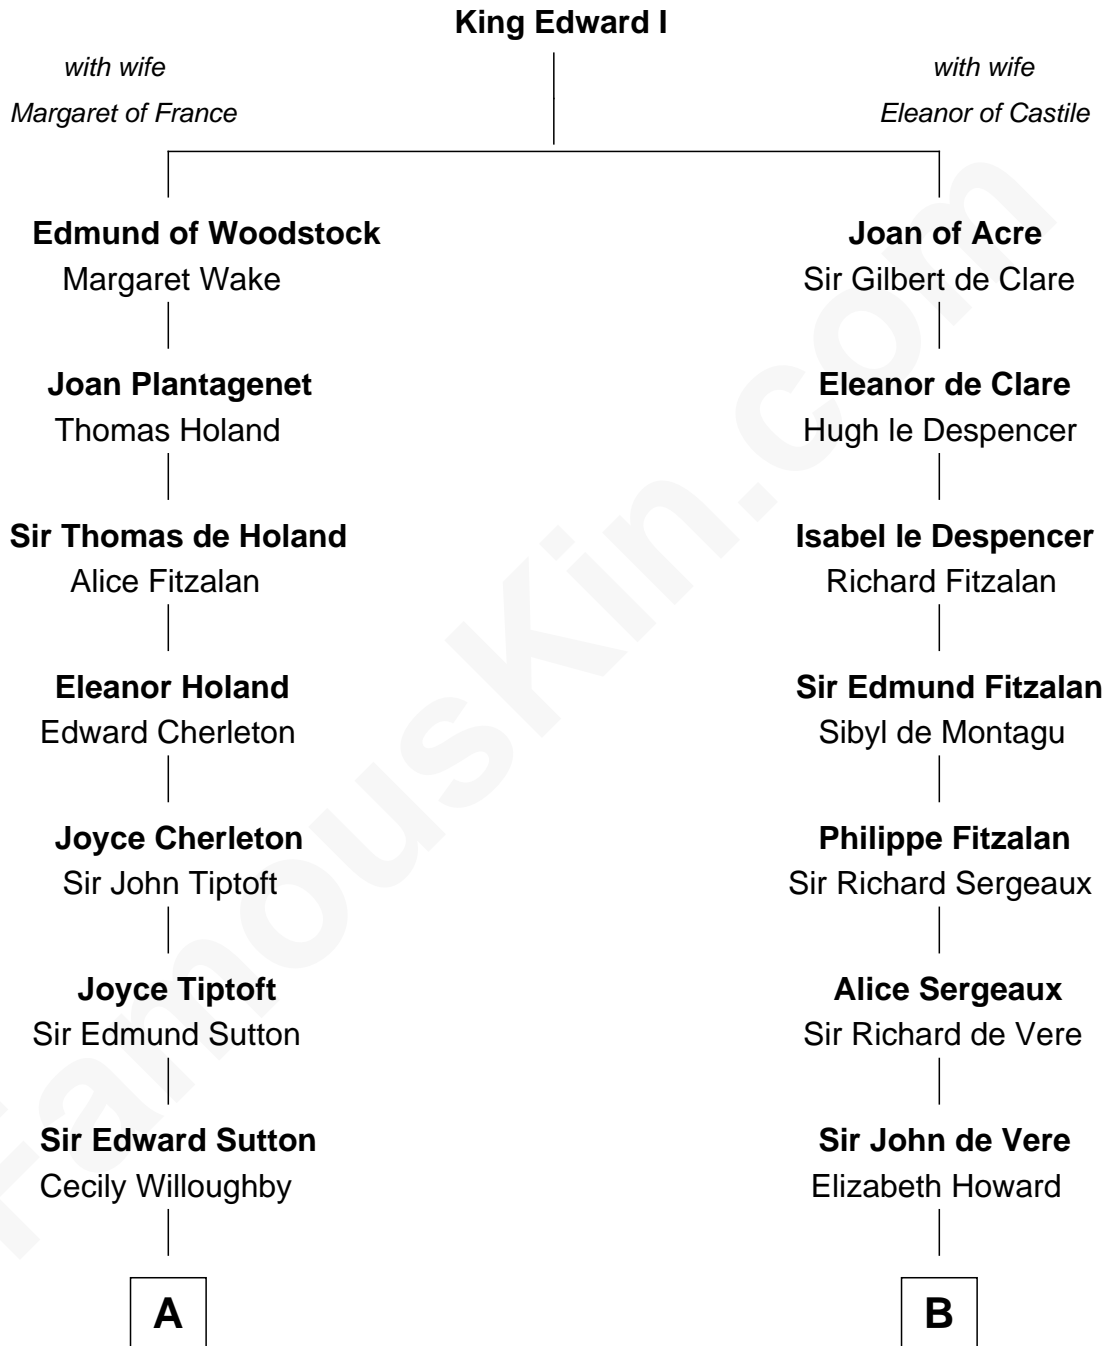 King Edward I
with wife
Margaret of France
with wife
Eleanor of Castile
Edmund of Woodstock
Margaret Wake
Joan of Acre
Sir Gilbert de Clare
Joan Plantagenet
Thomas Holand
Eleanor de Clare
Hugh le Despencer
Sir Thomas de Holand
Alice Fitzalan
Isabel le Despencer
Richard Fitzalan
Eleanor Holand
Edward Cherleton
Sir Edmund Fitzalan
Sibyl de Montagu
Joyce Cherleton
Sir John Tiptoft
Philippe Fitzalan
Sir Richard Sergeaux
Joyce Tiptoft
Sir Edmund Sutton
Alice Sergeaux
Sir Richard de Vere
Sir Edward Sutton
Cecily Willoughby
Sir John de Vere
Elizabeth Howard
A
B
FamousKin.com